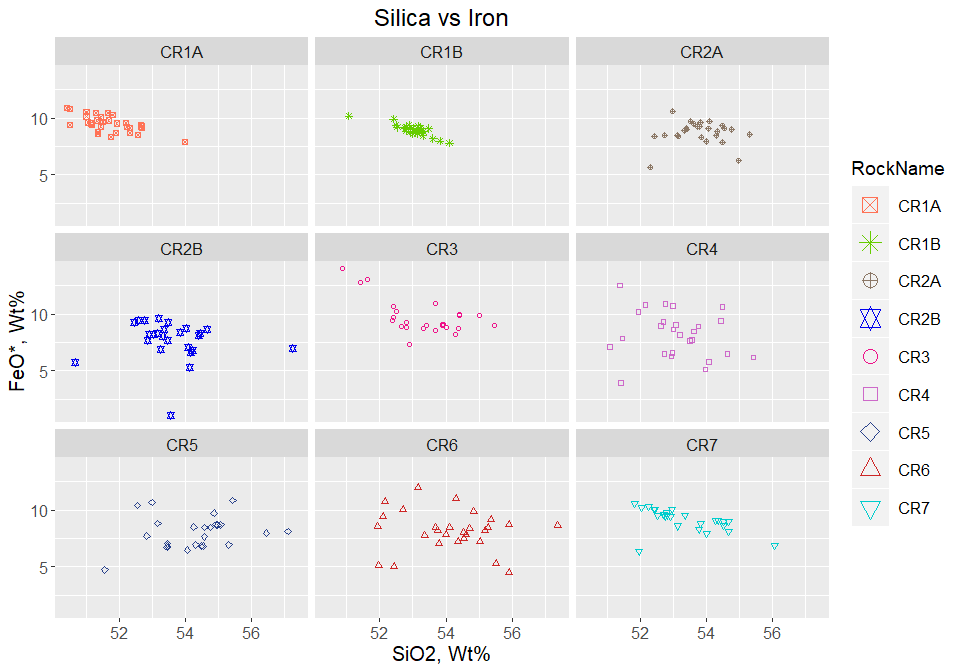 Silica vs Iron
CR1A
CR1B
CR2A
10
5
CR2B
CR3
CR4
10
5
CR5
CR6
CR7
10
5
52 54 56
52 54 56
52 54 56
SiO2, Wt%
FeO*, Wt%
RockName
CR1A
CR1B
CR2A
CR2B
CR3
CR4
CR5
CR6
CR7